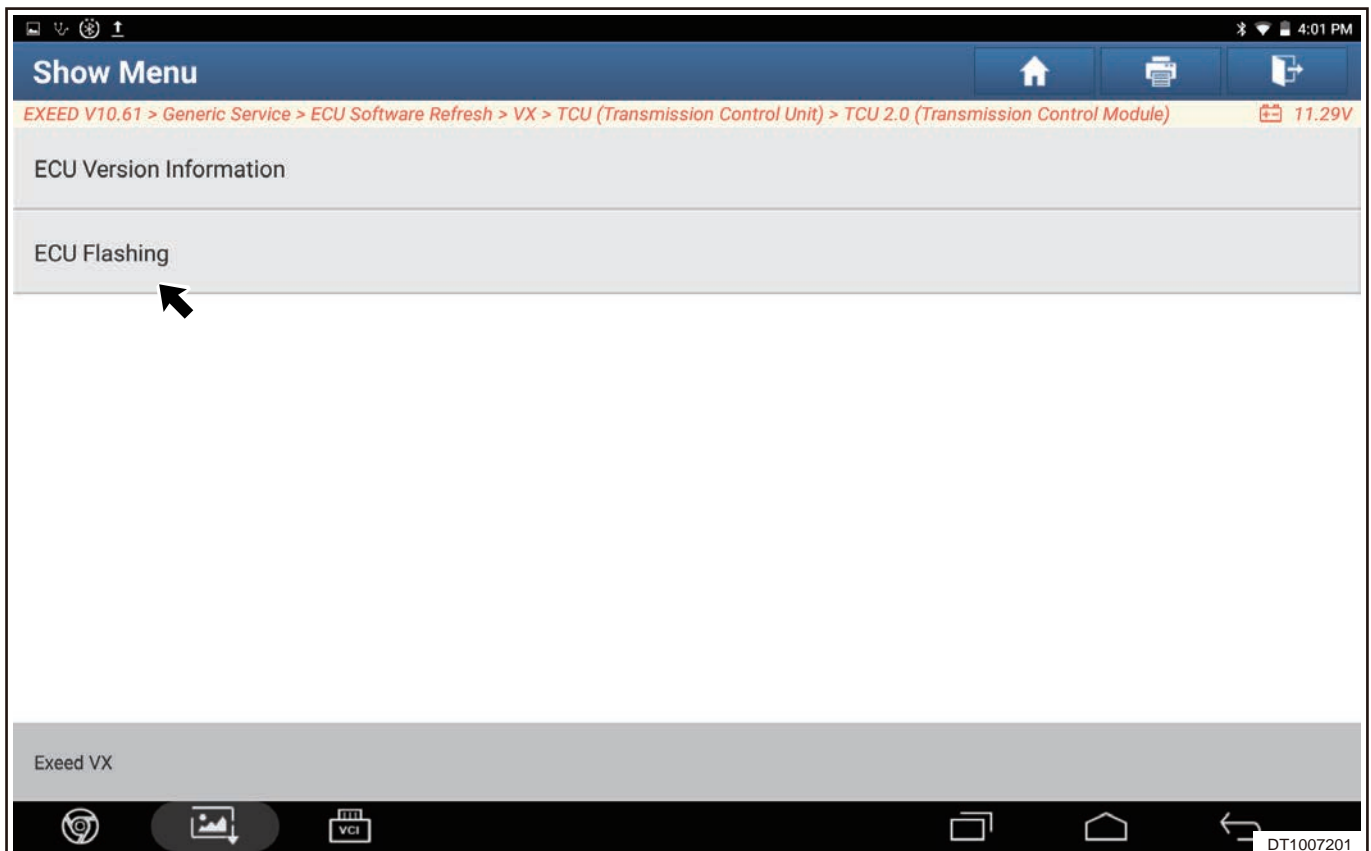 4:01 PM
Show Menu
EXEED V10.61 > Generic Service > ECU Software Refresh > VX > TCU (Transmission Control Unit) > TCU 2.0 (Transmission Control Module) 11.29V
ECU Version Information
ECU Flashing
Exeed VX
VCI
DT1007201